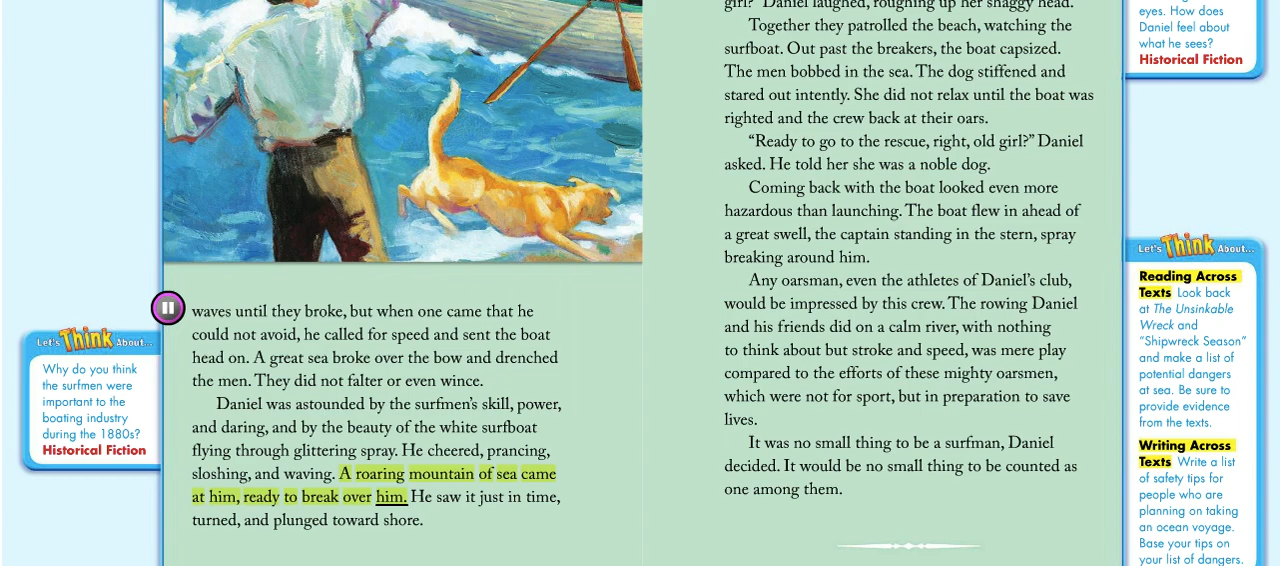 waves until they broke, but when one came that he
could not avoid, he called for speed and sent the boat
head on. A great sea broke over the bow and drenched
the men. They did not falter or even wince.
Daniel was astounded by the surfmen's skill, power,
and daring, and by the beauty of the white surfboat
flying through glittering spray. He cheered, prancing,
sloshing, and waving. A roaring mountain of sea came
at him, ready to break over him. He saw it just in time,
turned, and plunged toward shore.
Let's Think About...
Why do you think
the surfmen were
important to the
boating industry
during the 1880s?
Historical Fiction
girl?" Daniel laughed, roughing up her shaggy head.
Together they patrolled the beach, watching the
surfboat. Out past the breakers, the boat capsized.
The men bobbed in the sea. The dog stiffened and
stared out intently. She did not relax until the boat was
righted and the crew back at their oars.
"Ready to go to the rescue, right, old girl?" Daniel
asked. He told her she was a noble dog.
Coming back with the boat looked even more
hazardous than launching. The boat flew in ahead of
a great swell, the captain standing in the stern, spray
breaking around him.
Any oarsman, even the athletes of Daniel's club,
would be impressed by this crew. The rowing Daniel
and his friends did on a calm river, with nothing
to think about but stroke and speed, was mere play
compared to the efforts of these mighty oarsmen,
which were not for sport, but in preparation to save
lives.
It was no small thing to be a surfman, Daniel
decided. It would be no small thing to be counted as
one among them.
eyes. How does
Daniel feel about
what he sees?
Historical Fiction
Let's Think About...
Reading Across
Texts Look back
at The Unsinkable
Wreck and
"Shipwreck Season"
and make a list of
potential dangers
at sea. Be sure to
provide evidence
from the texts.
Writing Across
Texts Write a list
of safety tips for
people who are
planning on taking
an ocean voyage.
Base your tips on
your list of dangers.